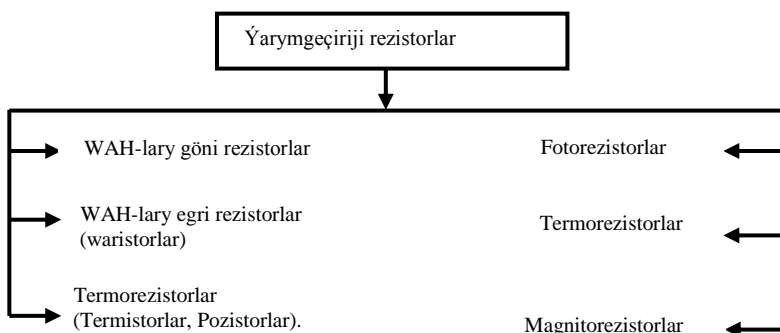 Ýarymgeçiriji rezistorlar
WAH-lary göni rezistorlar
WAH-lary egri rezistorlar
(waristorlar)
Termorezistorlar
(Termistorlar, Pozistorlar).
Fotorezistorlar
Termorezistorlar
Magnitorezistorlar